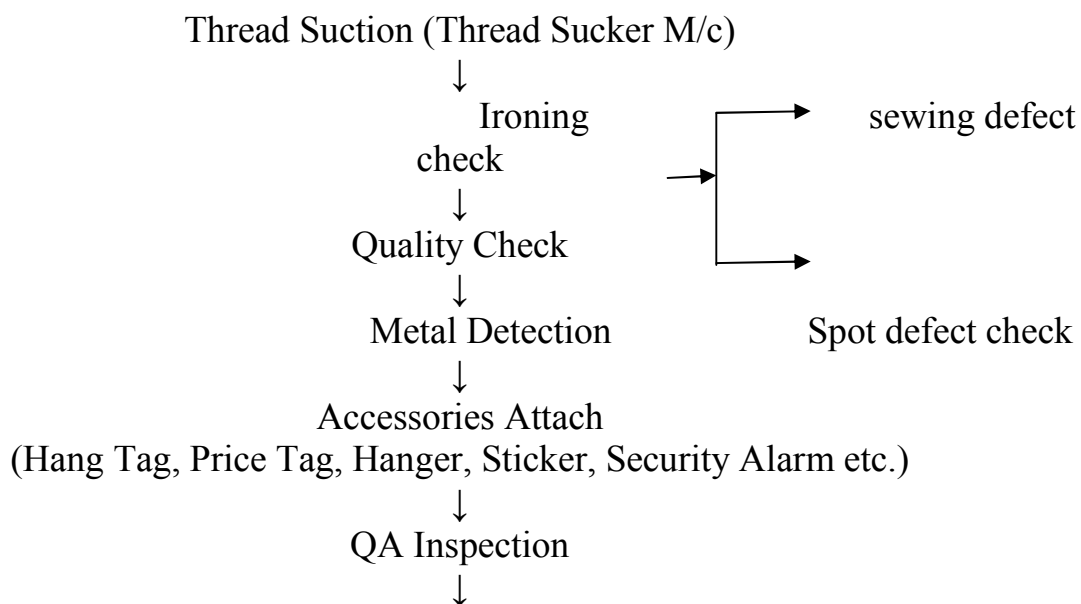 Thread Suction (Thread Sucker M/c)
↓
Ironing sewing defect
check
↓
Quality Check
↓
Metal Detection Spot defect check
↓
Accessories Attach
(Hang Tag, Price Tag, Hanger, Sticker, Security Alarm etc.)
↓
QA Inspection
↓